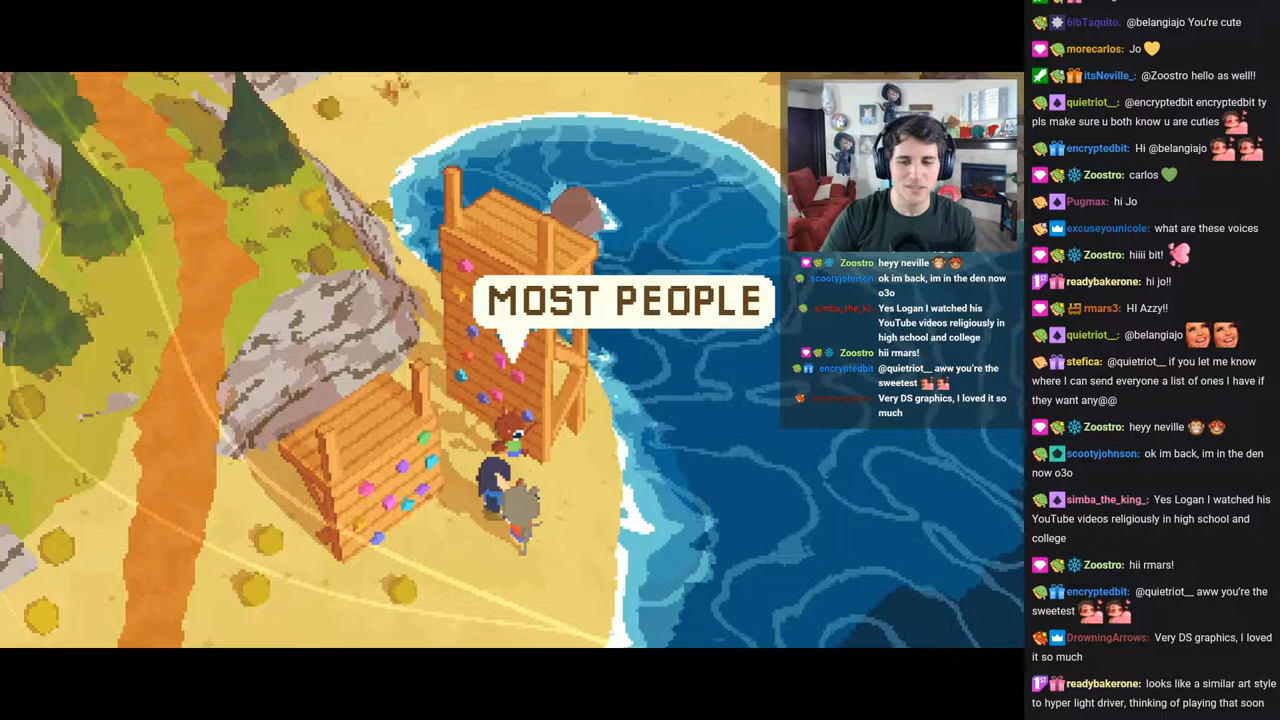 MOST PEOPLE
Zoostro heyy neville
scootyjohnson: ok im back, im in the den now
o3o
simba_the_ki.: Yes Logan I watched his
YouTube videos religiously in
high school and college
Zoostro hii rmars!
encryptedbit: @quietriot__ aww you're the
sweetest
Very DS graphics, I loved it so
much
6lbTaquito: @belangiajo You're cute
morecarlos: Jo
itsNeville_: @Zoostro hello as well!!
quietriot__: @encryptedbit encryptedbit ty
pls make sure u both know u are cuties
encryptedbit: Hi @belangiajo
Zoostro: carlos
Pugmax: hi Jo
excuseyounicole: what are these voices
Zoostro: hiiii bit!
readybakerone: hi jo!!
rmars3: HI Azzy!!
quietriot__: @belangiajo
stefica: @quietriot__ if you let me know
where I can send everyone a list of ones I have if
they want any@@
Zoostro: heyy neville
scootyjohnson: ok im back, im in the den
now o3o
simba_the_king_: Yes Logan I watched his
YouTube videos religiously in high school and
college
Zoostro: hii rmars!
encryptedbit: @quietriot__ aww you're the
sweetest
DrowningArrows: Very DS graphics, I loved
it so much
readybakerone: looks like a similar art style
to hyper light driver, thinking of playing that soon